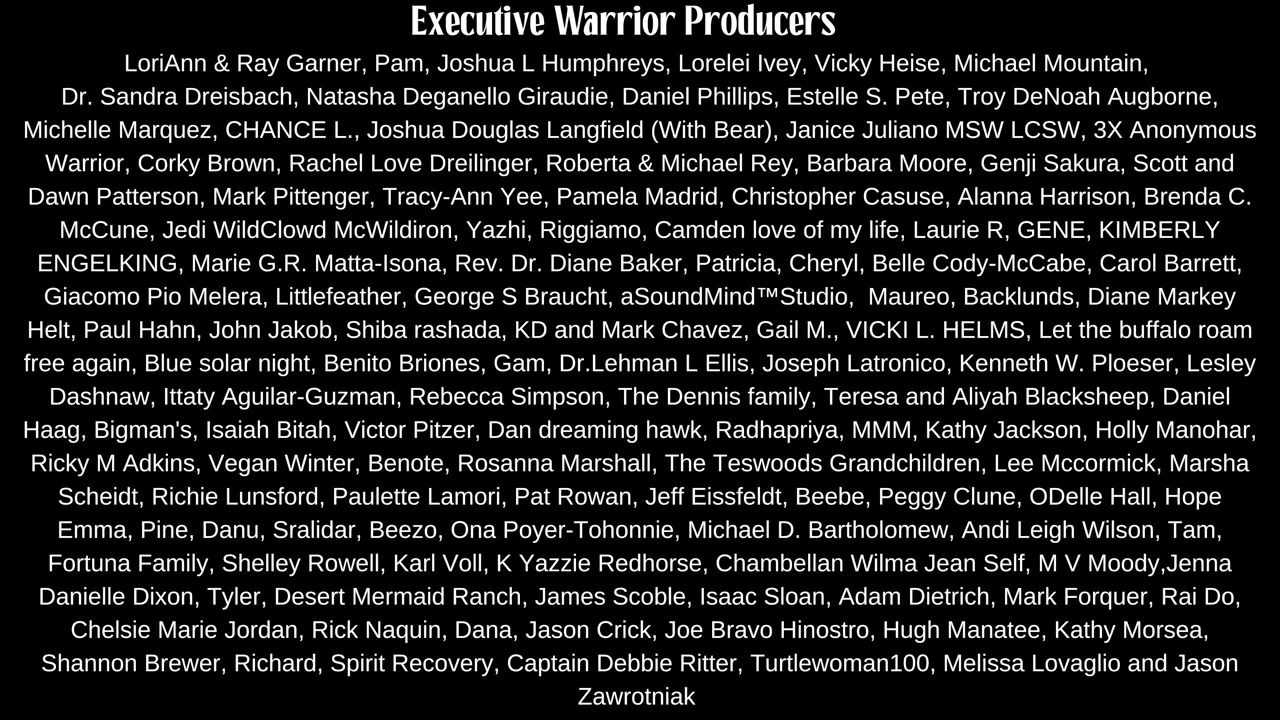 Executive Warrior Producers
LoriAnn & Ray Garner, Pam, Joshua L Humphreys, Lorelei Ivey, Vicky Heise, Michael Mountain,
Dr. Sandra Dreisbach, Natasha Deganello Giraudie, Daniel Phillips, Estelle S. Pete, Troy DeNoah Augborne,
Michelle Marquez, CHANCE L., Joshua Douglas Langfield (With Bear), Janice Juliano MSW LCSW, 3X Anonymous
Warrior, Corky Brown, Rachel Love Dreilinger, Roberta & Michael Rey, Barbara Moore, Genji Sakura, Scott and
Dawn Patterson, Mark Pittenger, Tracy-Ann Yee, Pamela Madrid, Christopher Casuse, Alanna Harrison, Brenda C.
McCune, Jedi WildClowd McWildiron, Yazhi, Riggiamo, Camden love of my life, Laurie R, GENE, KIMBERLY
ENGELKING, Marie G.R. Matta-Isona, Rev. Dr. Diane Baker, Patricia, Cheryl, Belle Cody-McCabe, Carol Barrett,
Giacomo Pio Melera, Littlefeather, George S Braucht, aSoundMind™Studio,  Maureo, Backlunds, Diane Markey
Helt, Paul Hahn, John Jakob, Shiba rashada, KD and Mark Chavez, Gail M., VICKI L. HELMS, Let the buffalo roam
free again, Blue solar night, Benito Briones, Gam, Dr.Lehman L Ellis, Joseph Latronico, Kenneth W. Ploeser, Lesley
Dashnaw, Ittaty Aguilar-Guzman, Rebecca Simpson, The Dennis family, Teresa and Aliyah Blacksheep, Daniel
Haag, Bigman's, Isaiah Bitah, Victor Pitzer, Dan dreaming hawk, Radhapriya, MMM, Kathy Jackson, Holly Manohar,
Ricky M Adkins, Vegan Winter, Benote, Rosanna Marshall, The Teswoods Grandchildren, Lee Mccormick, Marsha
Scheidt, Richie Lunsford, Paulette Lamori, Pat Rowan, Jeff Eissfeldt, Beebe, Peggy Clune, ODelle Hall, Hope
Emma, Pine, Danu, Sralidar, Beezo, Ona Poyer-Tohonnie, Michael D. Bartholomew, Andi Leigh Wilson, Tam,
Fortuna Family, Shelley Rowell, Karl Voll, K Yazzie Redhorse, Chambellan Wilma Jean Self, M V Moody,Jenna
Danielle Dixon, Tyler, Desert Mermaid Ranch, James Scoble, Isaac Sloan, Adam Dietrich, Mark Forquer, Rai Do,
Chelsie Marie Jordan, Rick Naquin, Dana, Jason Crick, Joe Bravo Hinostro, Hugh Manatee, Kathy Morsea,
Shannon Brewer, Richard, Spirit Recovery, Captain Debbie Ritter, Turtlewoman100, Melissa Lovaglio and Jason
Zawrotniak